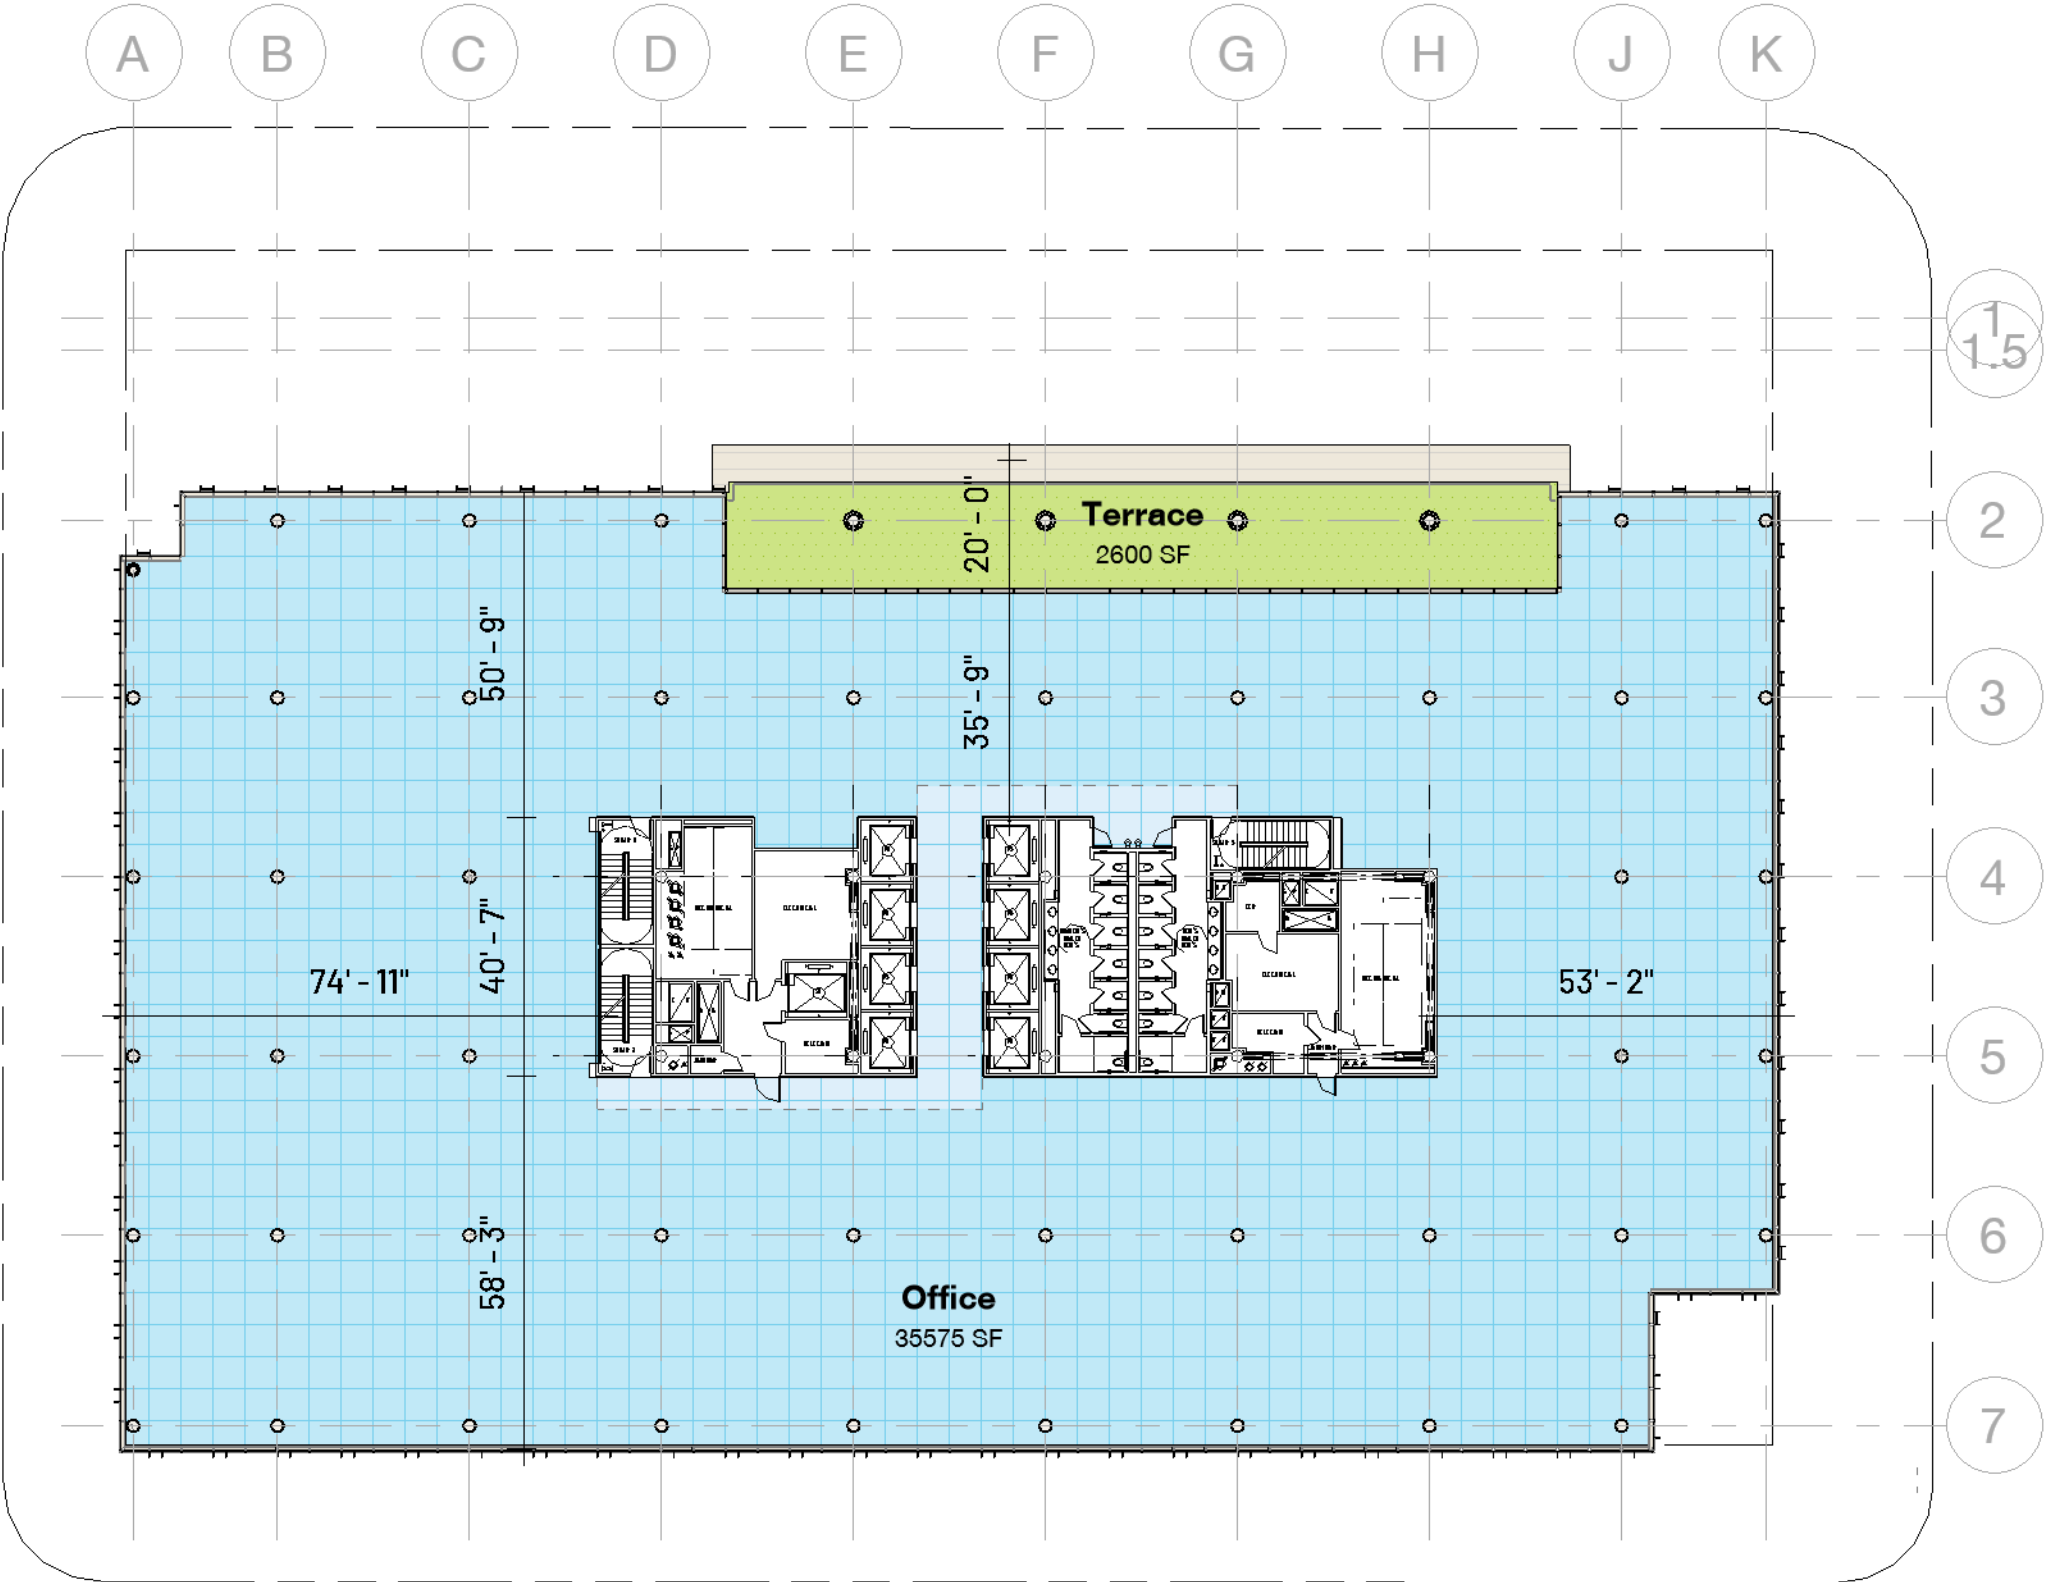 A B C D E F G H J K
1
1.5
2
Terrace
2600 SF
20' - 0"
50' - 9"
35' - 9"
3
4
40' - 7"
74' - 11"
53' - 2"
5
6
58' - 3"
Office
35575 SF
7